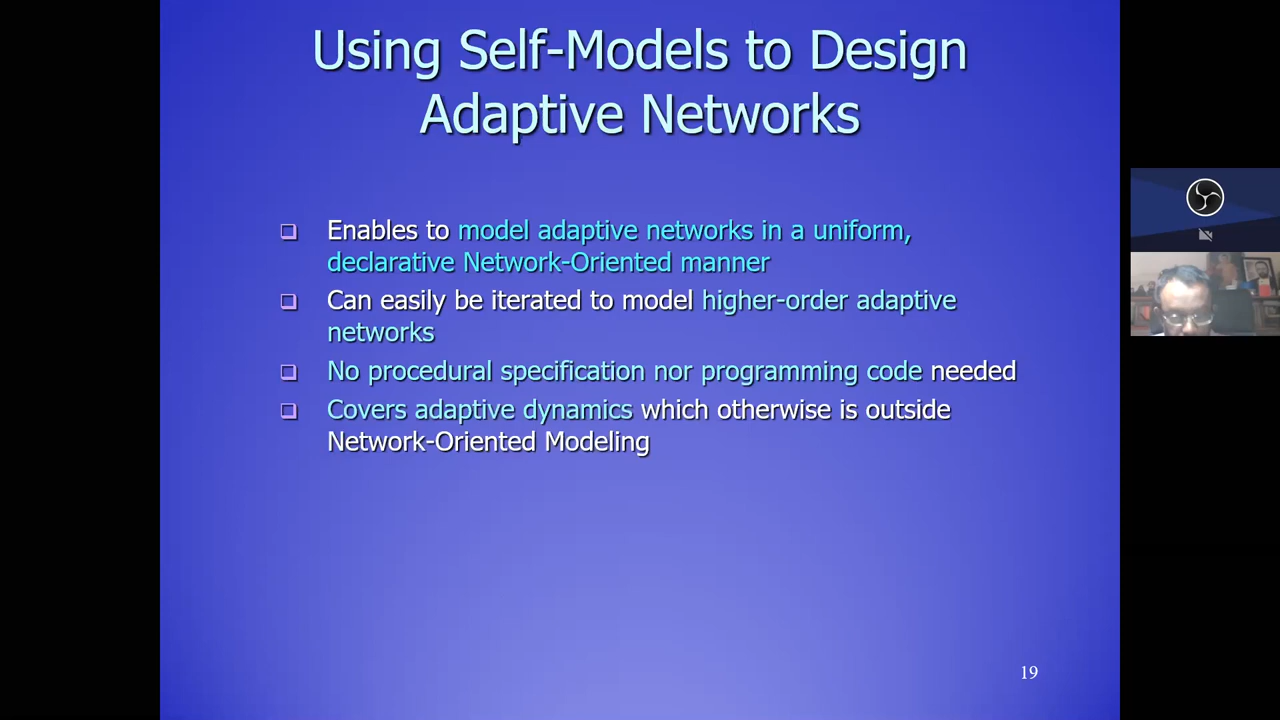 Using Self-Models to Design
Adaptive Networks
Enables to model adaptive networks in a uniform,
declarative Network-Oriented manner
Can easily be iterated to model higher-order adaptive
networks
No procedural specification nor programming code needed
Covers adaptive dynamics which otherwise is outside
Network-Oriented Modeling
19